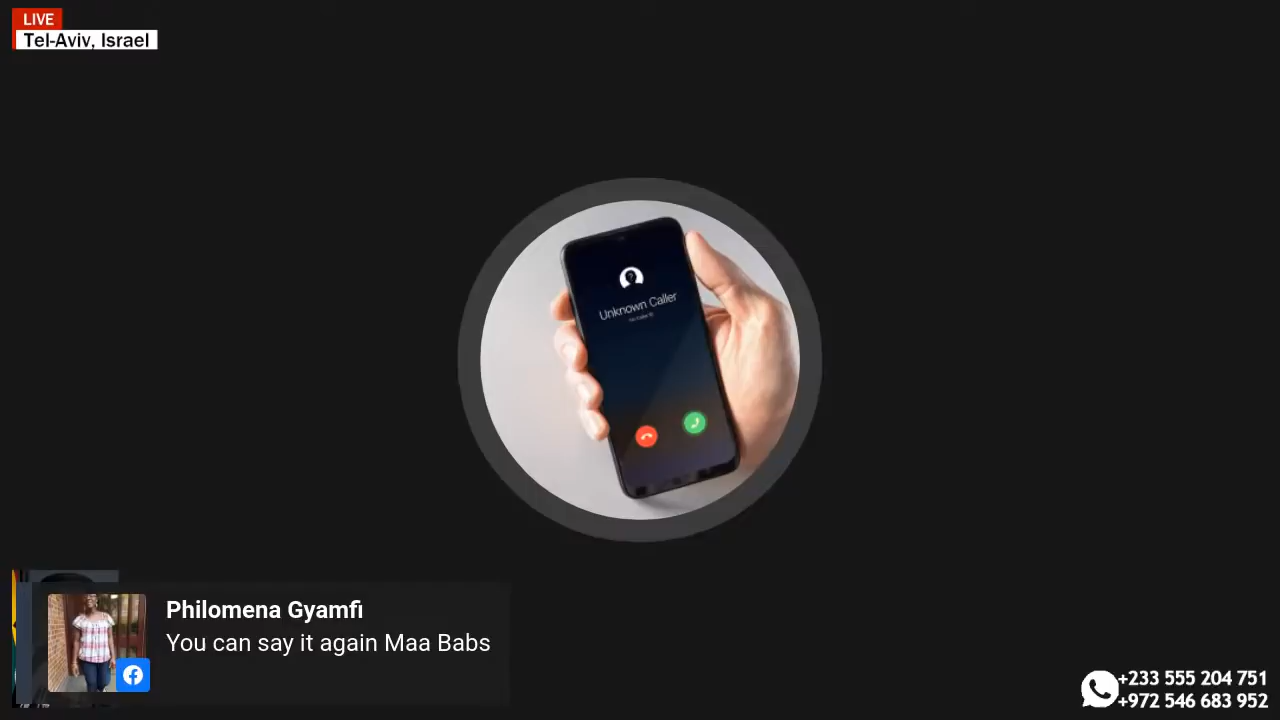 LIVE
Tel-Aviv, Israel
Unknown Caller
Philomena Gyamfi
You can say it again Maa Babs
+233 555 204 751
+972 546 683 952